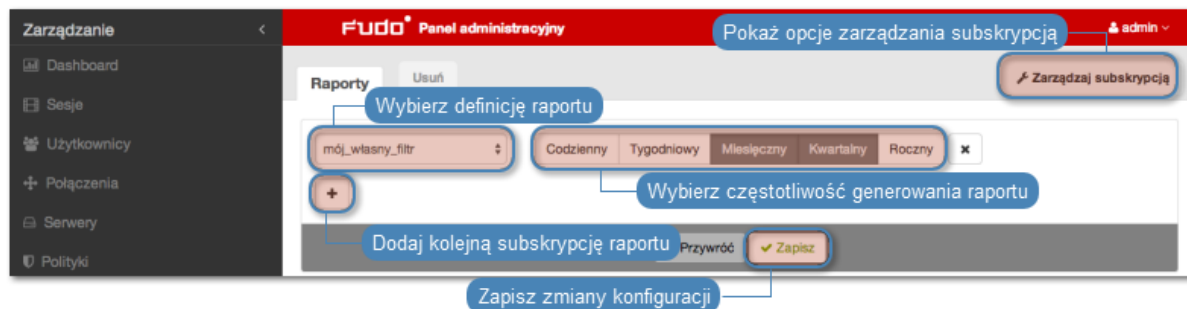 Zarządzanie
FUDO Panel administracyjny
Pokaż opcje zarządzania subskrypcją
admin
Dashboard
Raporty
Usuń
Zarządzaj subskrypcją
Sesje
Wybierz definicję raportu
Użytkownicy
mój_własny_filtr
Codzienny Tygodniowy Miesięczny Kwartalny Roczny
Połączenia
+
Wybierz częstotliwość generowania raportu
Serwery
Dodaj kolejną subskrypcję raportu
Przywróć
Zapisz
Polityki
Zapisz zmiany konfiguracji